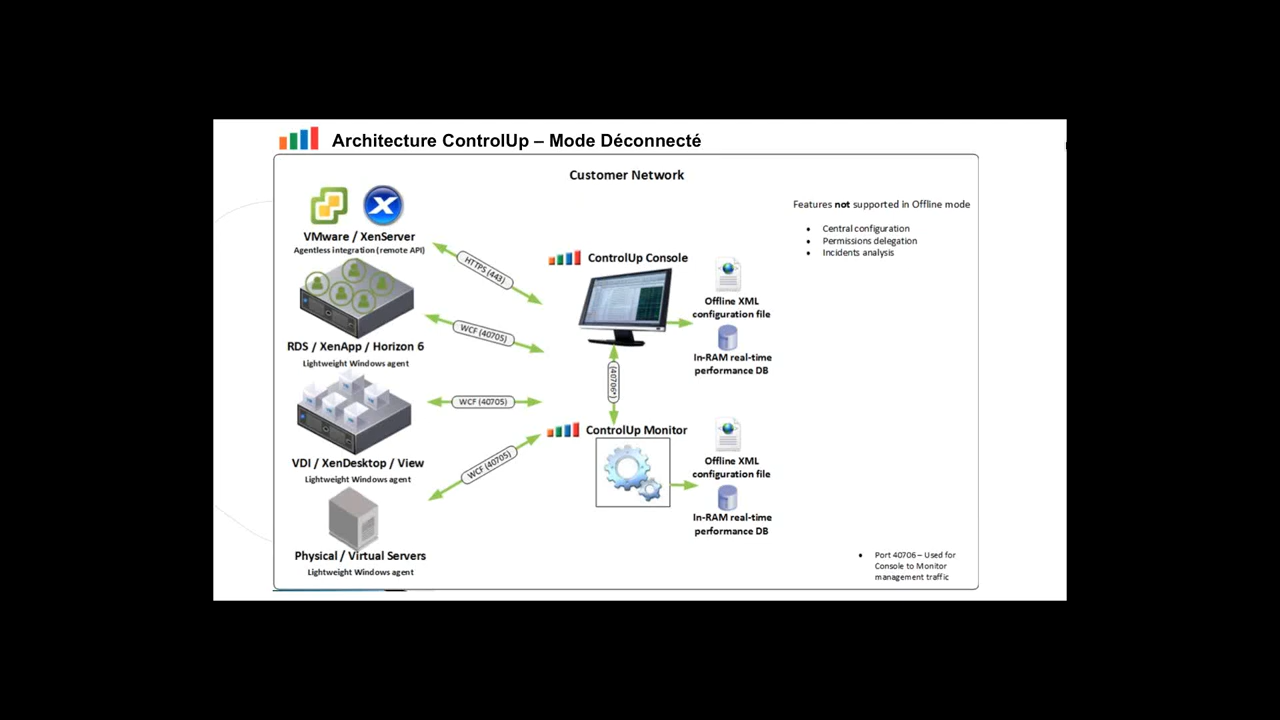 Architecture ControlUp – Mode Déconnecté
Customer Network
VMware / XenServer
Agentless integration (remote API)
HTTPS (443)
RDS / XenApp / Horizon 6
Lightweight Windows agent
WCF (40705)
VDI / XenDesktop / View
Lightweight Windows agent
WCF (40705)
Physical / Virtual Servers
Lightweight Windows agent
WCF (40705)
ControlUp Console
Offline XML
configuration file
In-RAM real-time
performance DB
(40706*)
ControlUp Monitor
Offline XML
configuration file
In-RAM real-time
performance DB
Features not supported in Offline mode
• Central configuration
• Permissions delegation
• Incidents analysis
• Port 40706 – Used for
Console to Monitor
management traffic